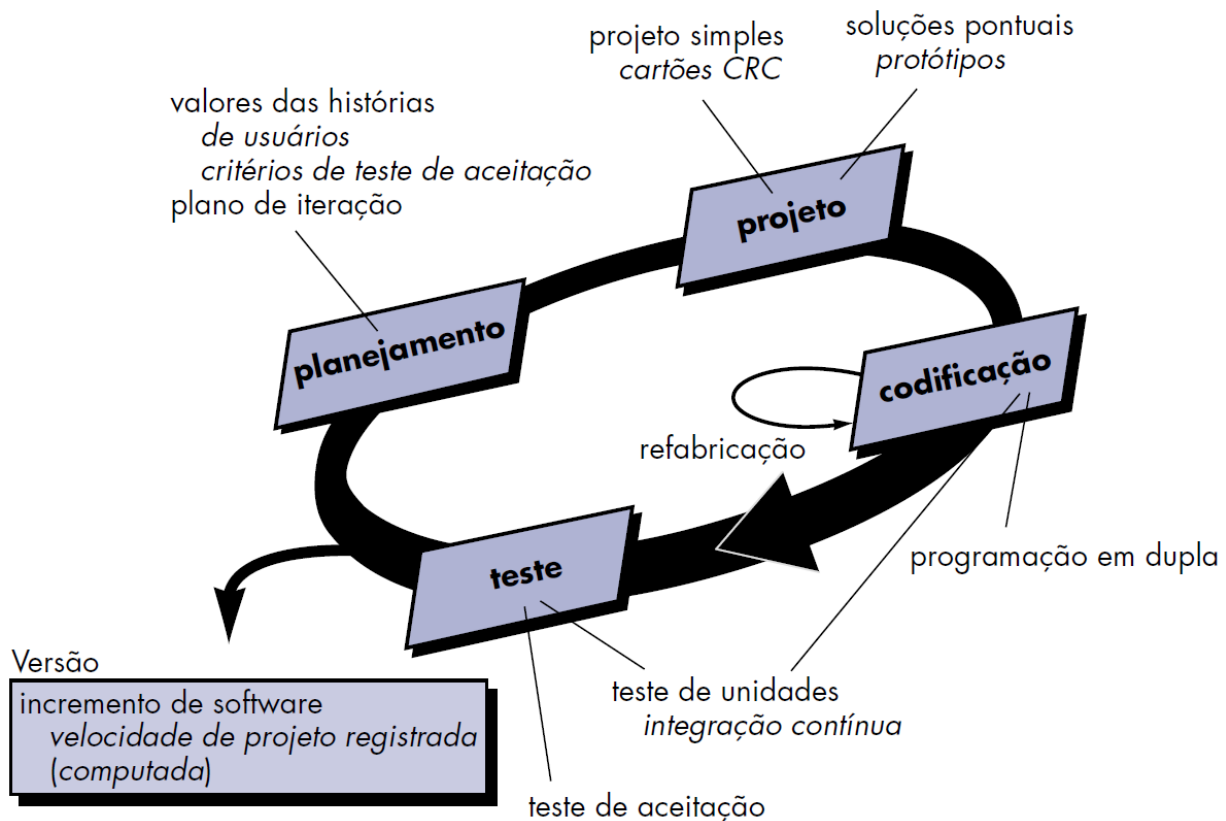 projeto simples
cartões CRC
soluções pontuais
protótipos
valores das histórias
de usuários
critérios de teste de aceitação
plano de iteração
projeto
planejamento
codificação
refabricação
programação em dupla
teste
teste de unidades
integração contínua
teste de aceitação
Versão
incremento de software
velocidade de projeto registrada
(computada)